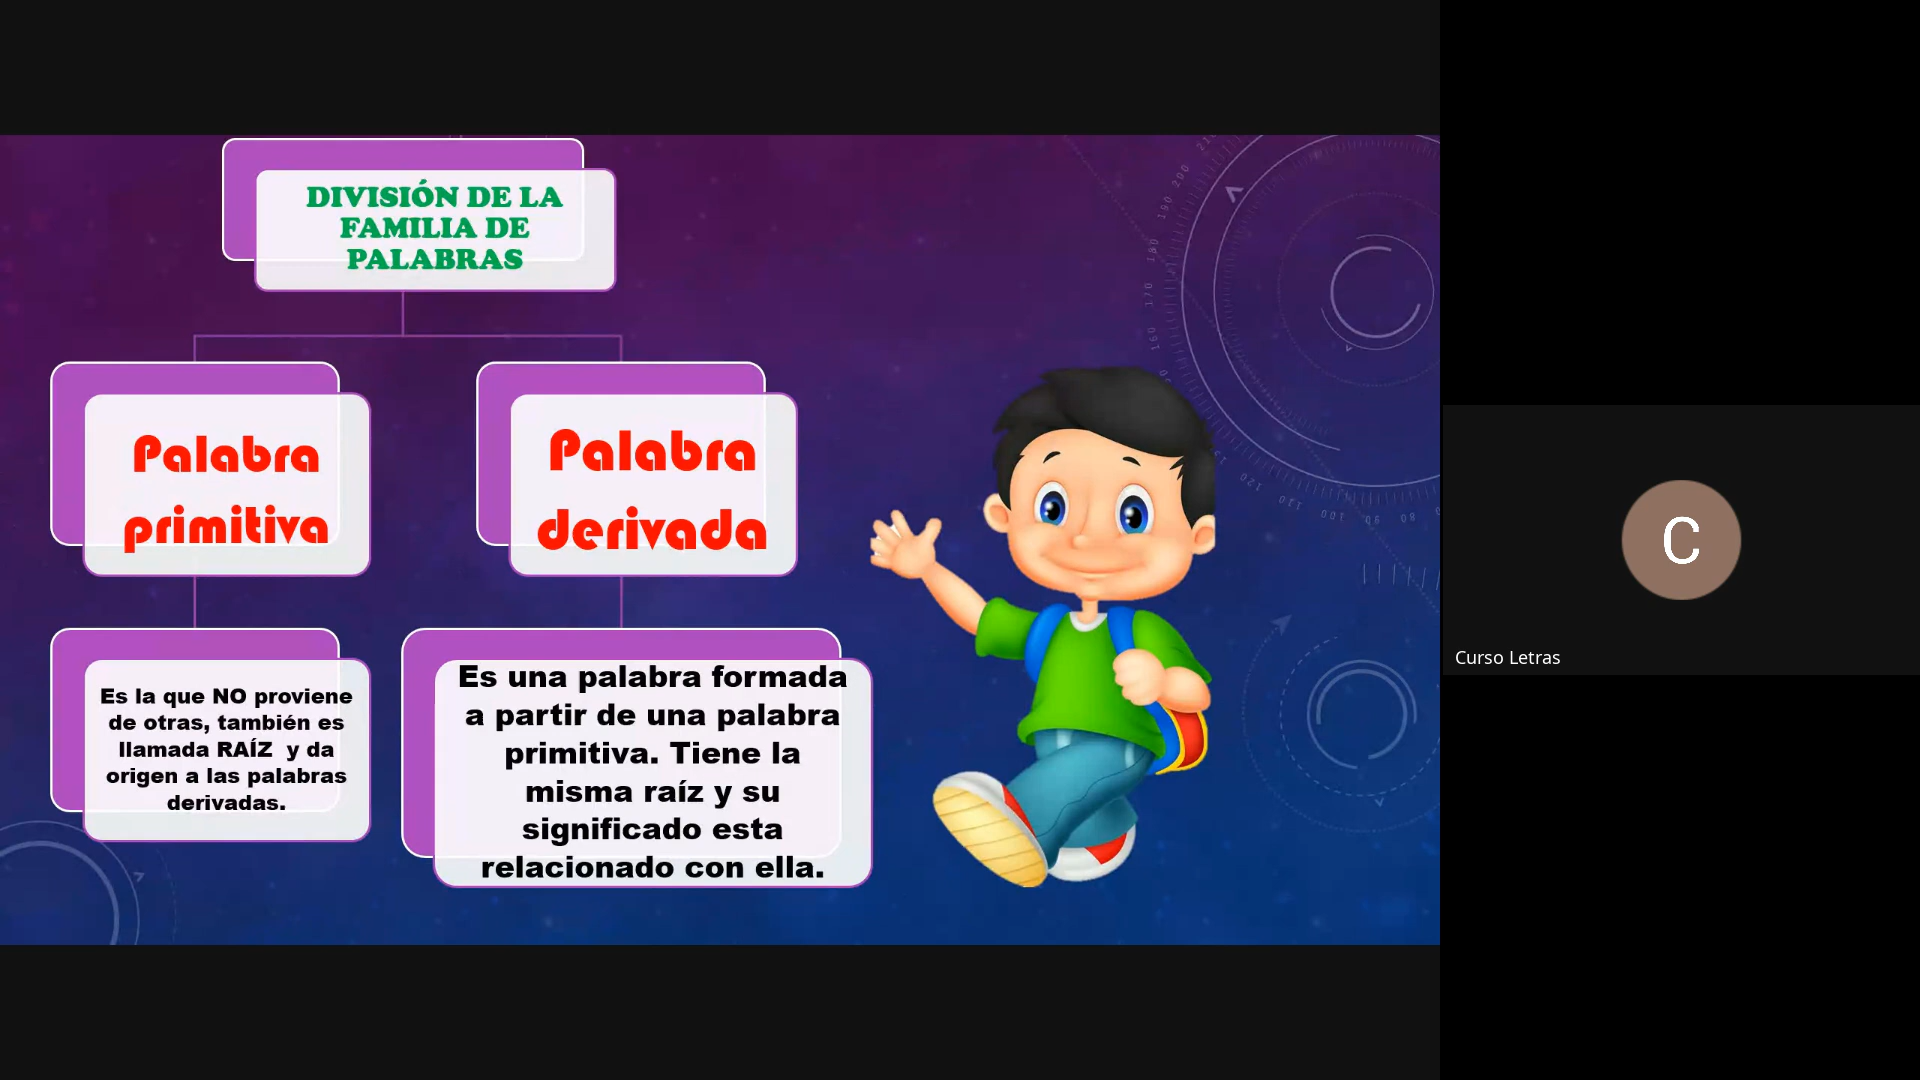 DIVISIÓN DE LA
FAMILIA DE
PALABRAS
Palabra
primitiva
Palabra
derivada
Es la que NO proviene
de otras, también es
llamada RAÍZ  y da
origen a las palabras
derivadas.
Es una palabra formada
a partir de una palabra
primitiva. Tiene la
misma raíz y su
significado esta
relacionado con ella.
C
Curso Letras